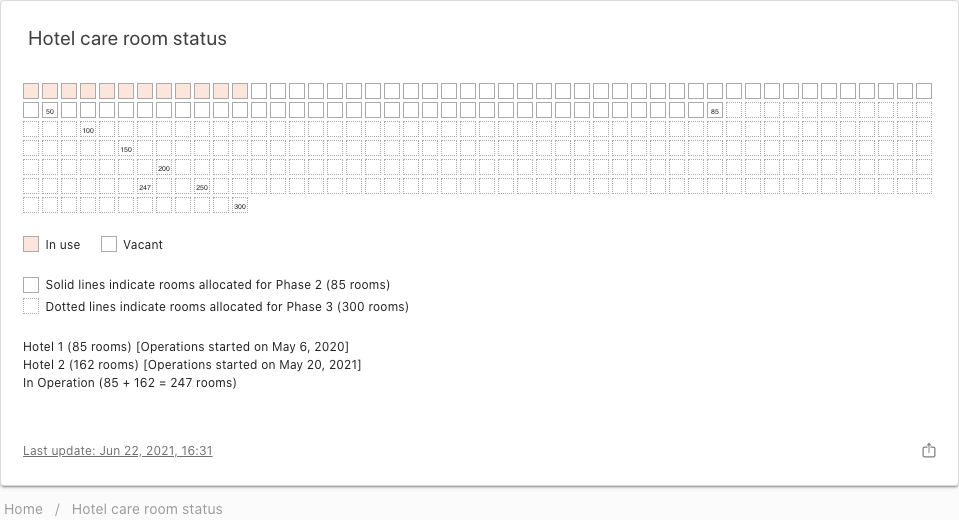 Hotel care room status
50
85
100
150
200
247 250
300
In use Vacant
Solid lines indicate rooms allocated for Phase 2 (85 rooms)
Dotted lines indicate rooms allocated for Phase 3 (300 rooms)
Hotel 1 (85 rooms) [Operations started on May 6, 2020]
Hotel 2 (162 rooms) [Operations started on May 20, 2021]
In Operation (85 + 162 = 247 rooms)
Last update: Jun 22, 2021, 16:31
Home / Hotel care room status